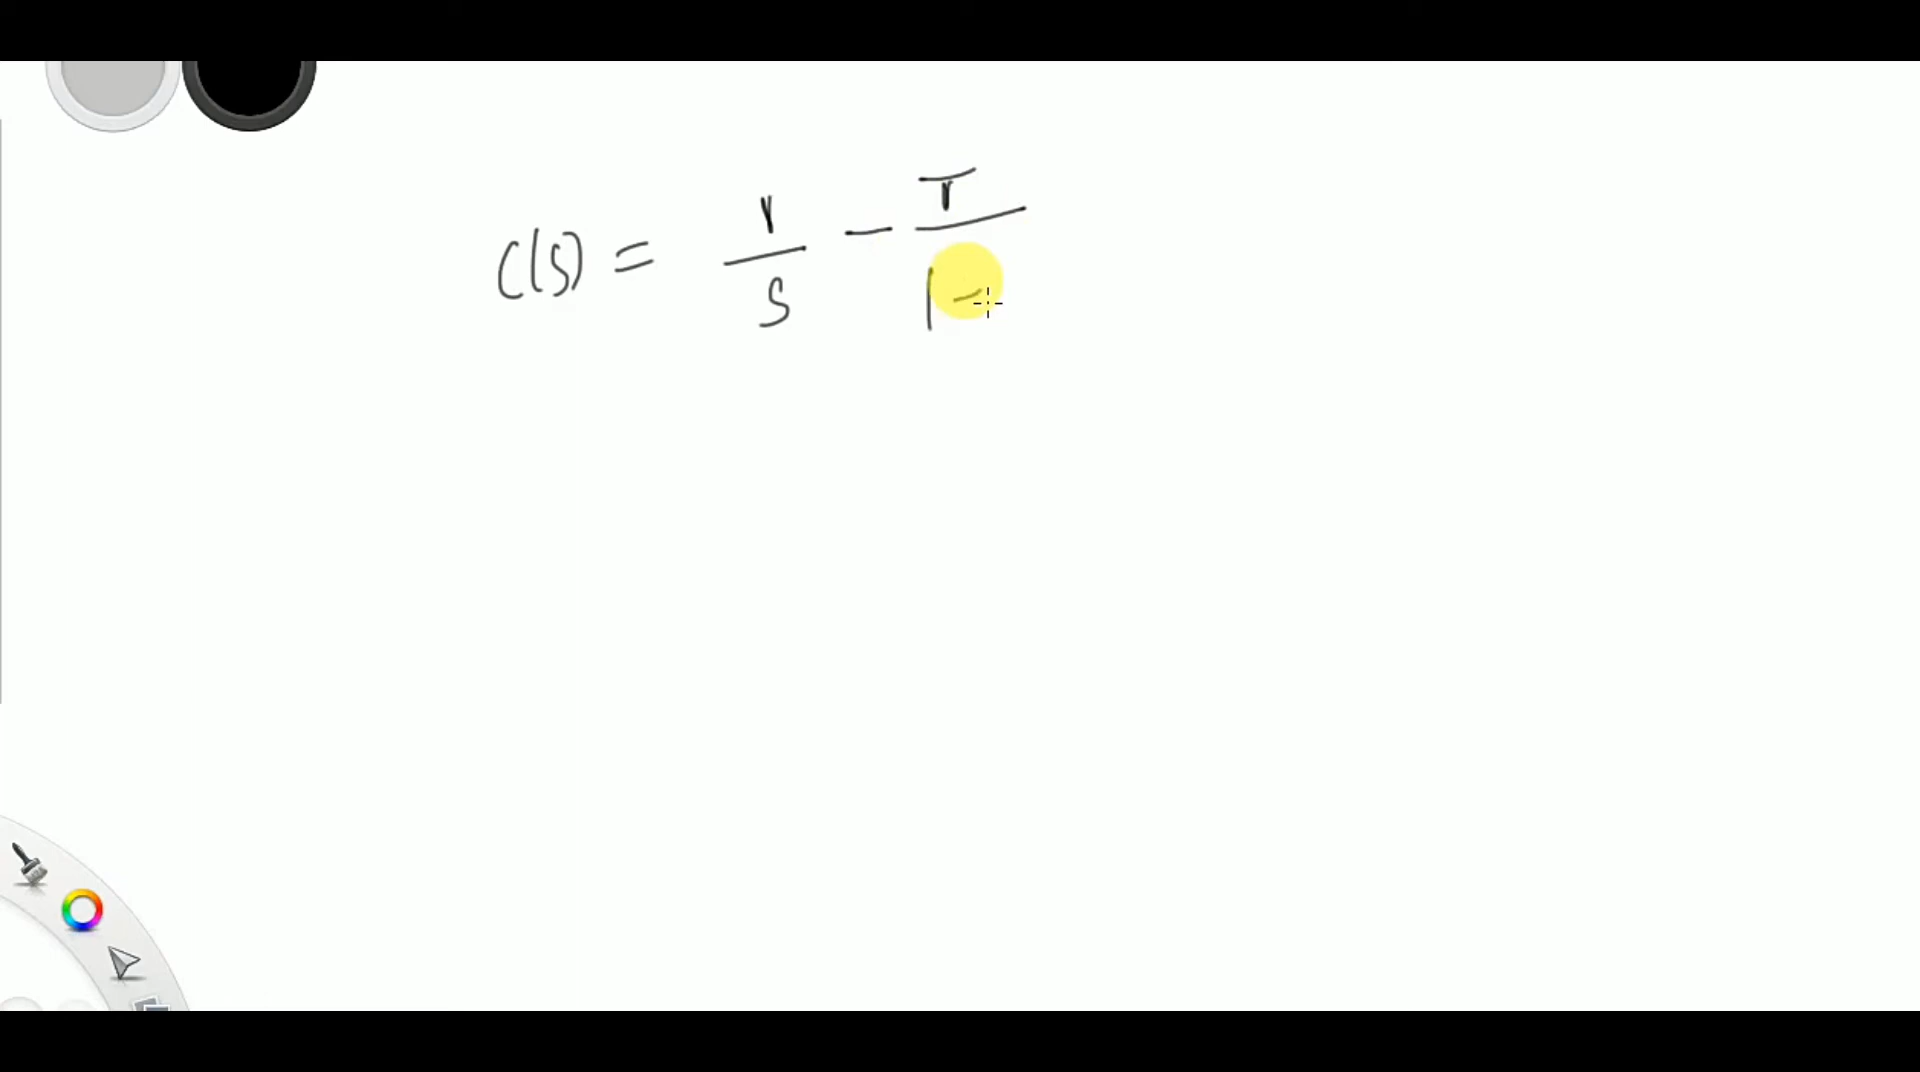 C(s) = 1/s - T/1-